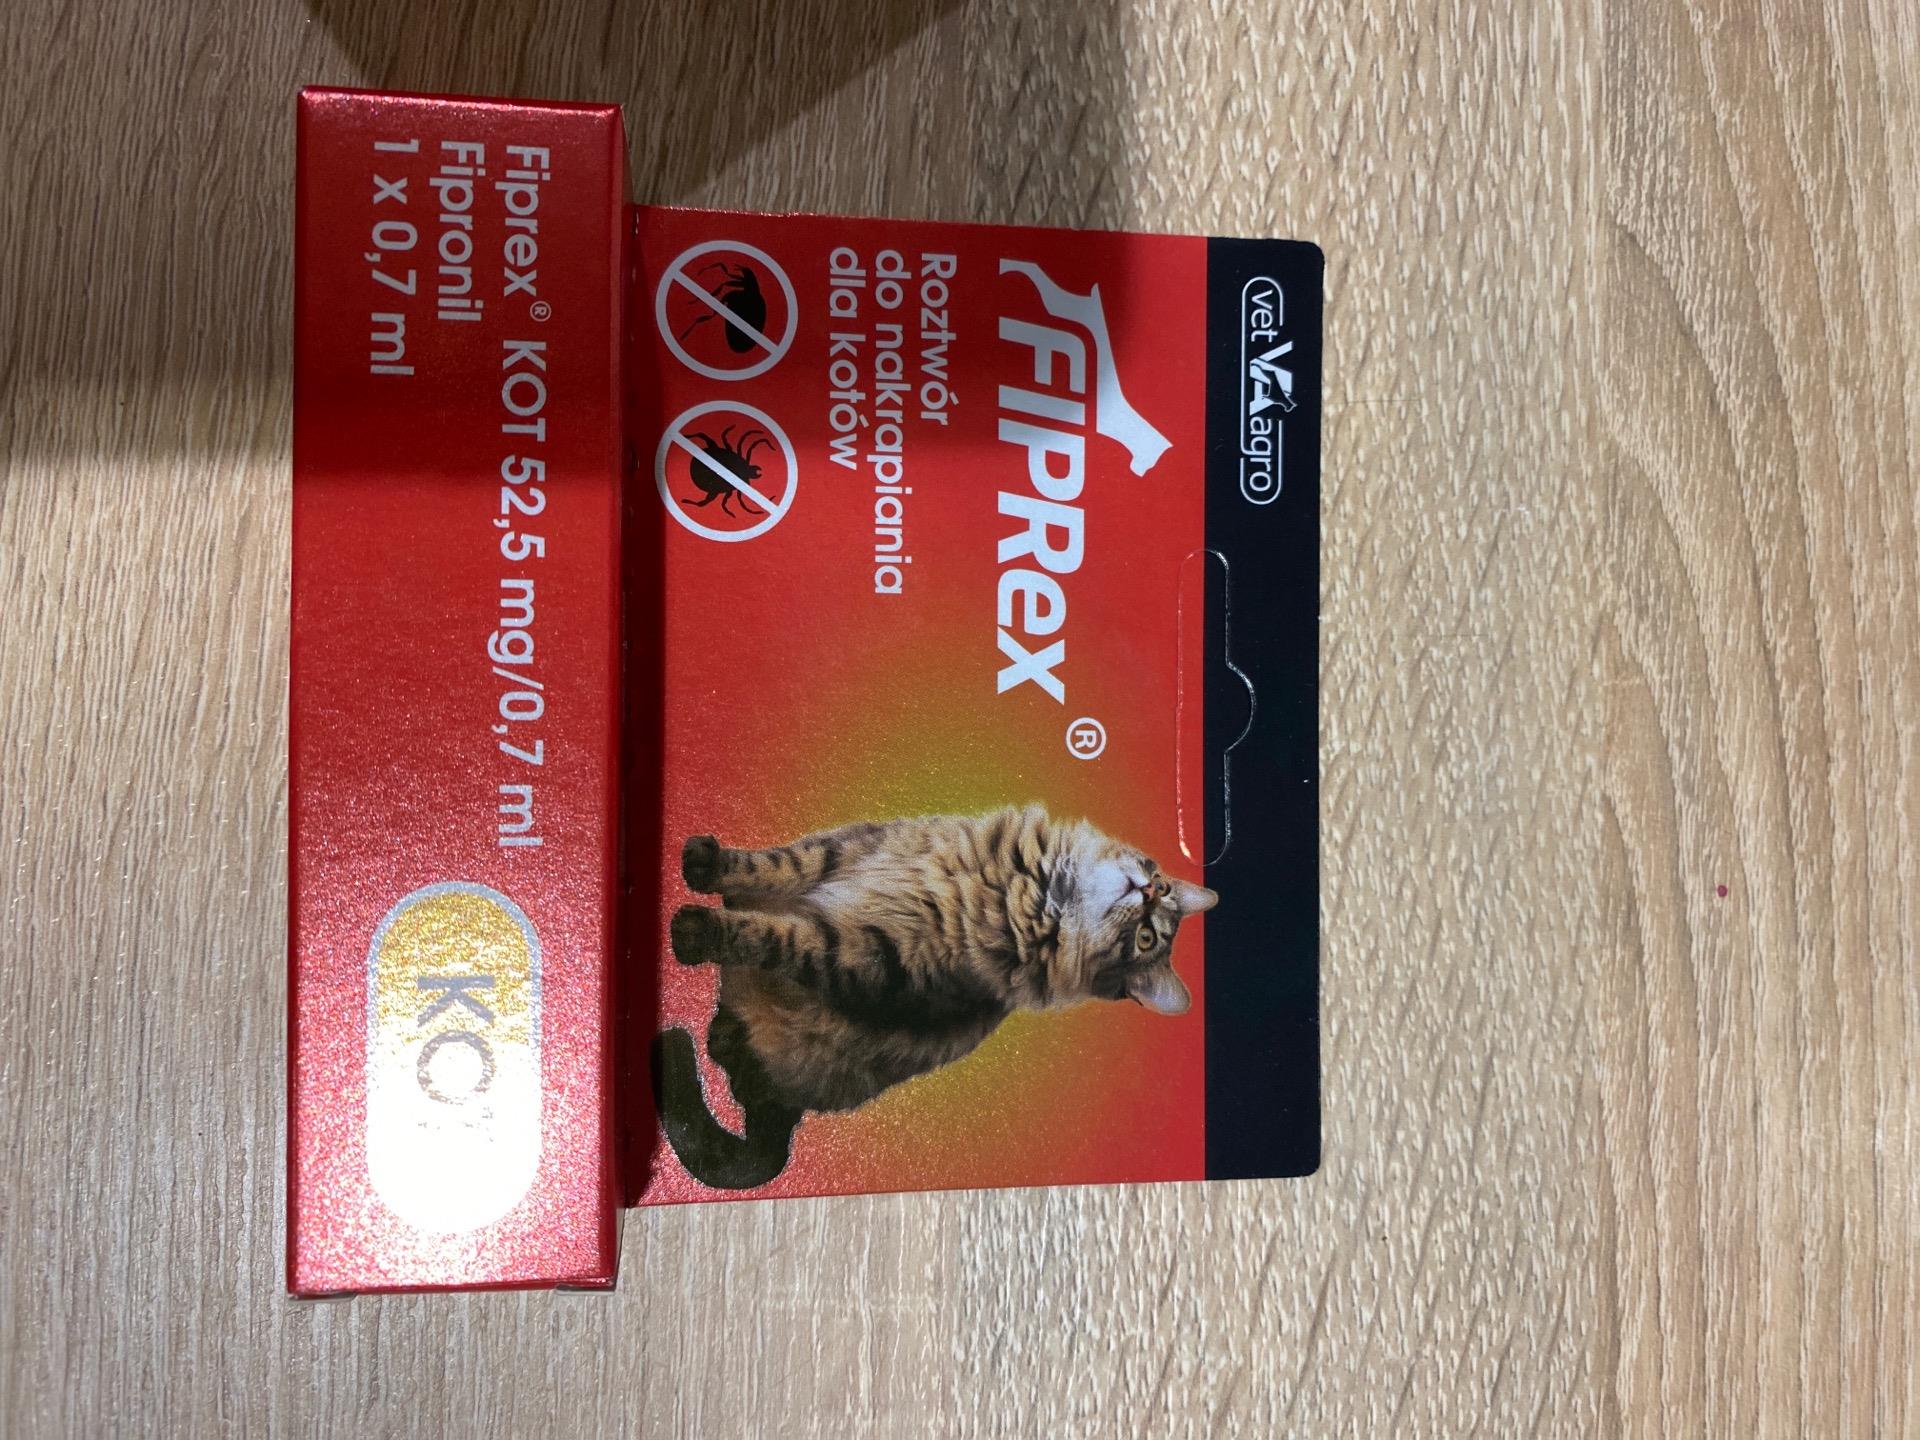 vet VA agro
FIPRex®
Roztwór
do nakrapiania
dla kotów
Fiprex® KOT 52,5 mg/0,7 ml
Fipronil
1 x 0,7 ml
KOT